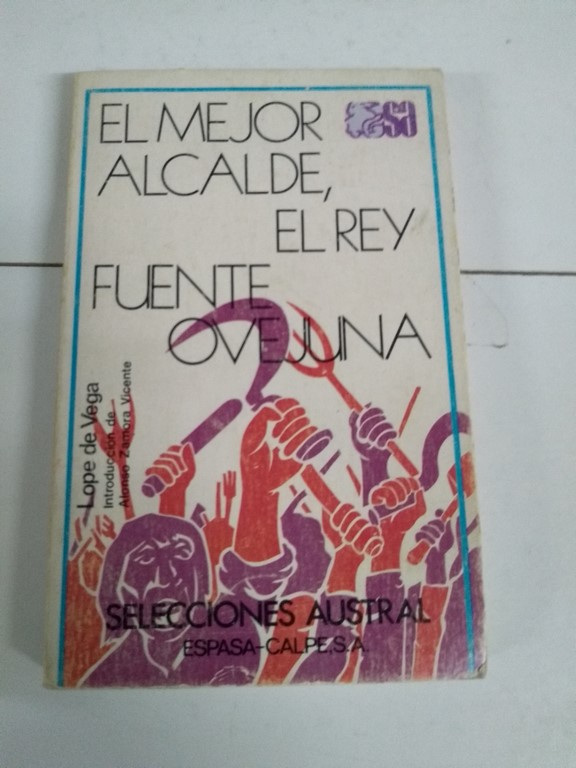 EL MEJOR
ALCALDE,
EL REY
FUENTE
OVEJUNA
Lope de Vega
Introducción de
Alonso Zamora Vicente
SELECCIONES AUSTRAL
ESPASA-CALPE, S.A.